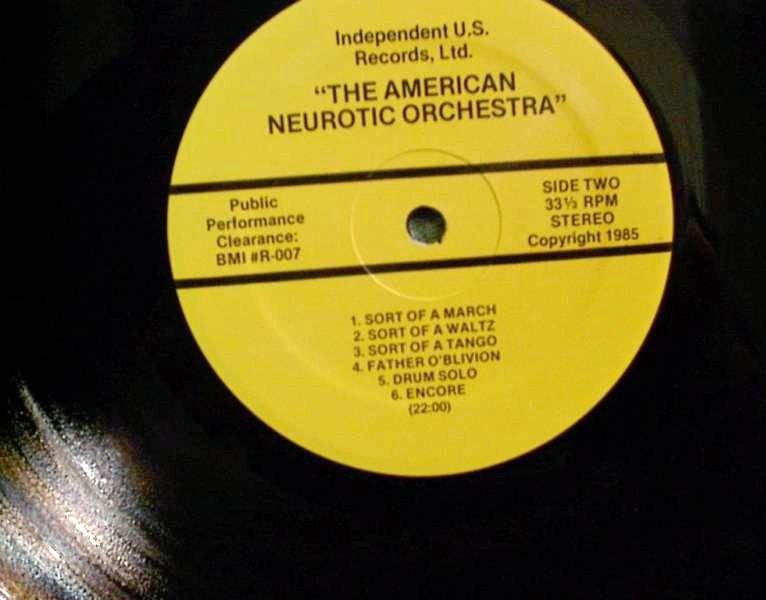 Independent U.S.
Records, Ltd.
“THE AMERICAN
NEUROTIC ORCHESTRA”
Public
Performance
Clearance:
BMI #R-007
SIDE TWO
33⅓ RPM
STEREO
Copyright 1985
1. SORT OF A MARCH
2. SORT OF A WALTZ
3. SORT OF A TANGO
4. FATHER O'BLIVION
5. DRUM SOLO
6. ENCORE
(22:00)